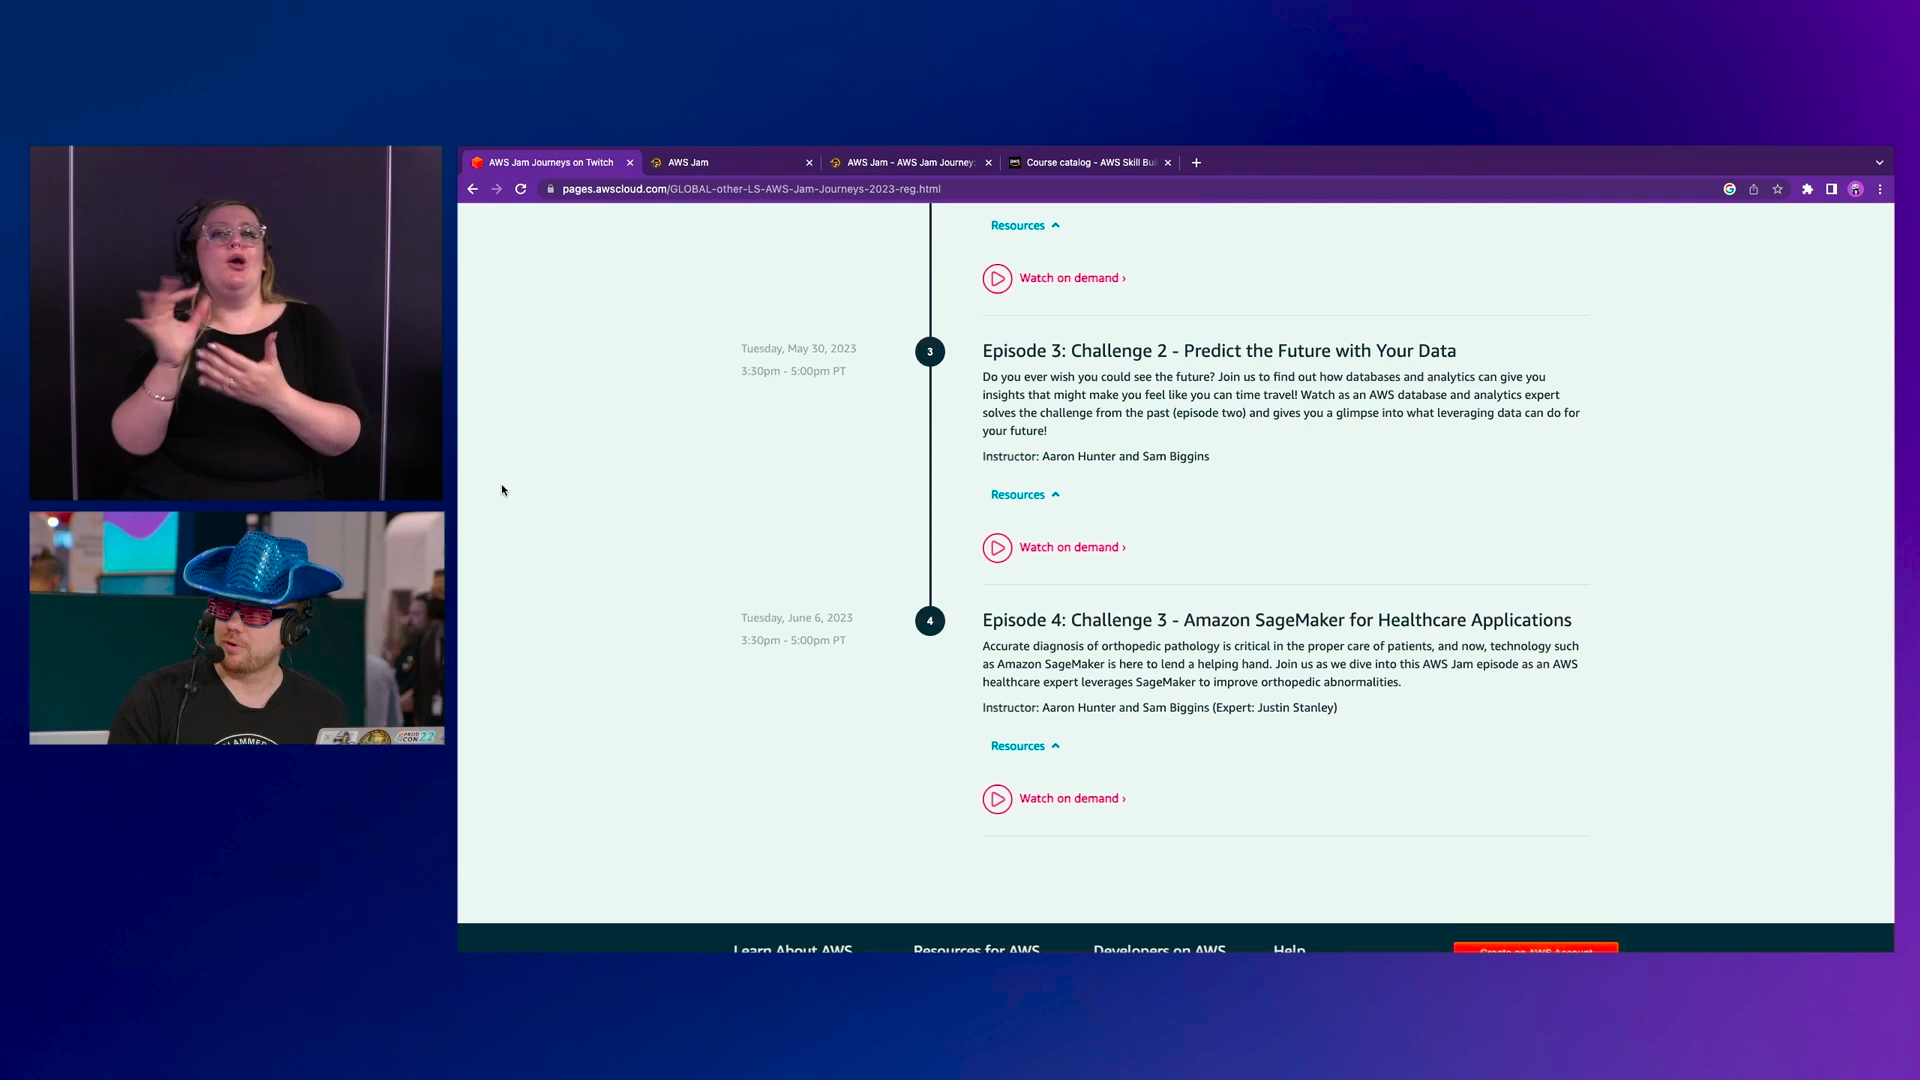 AWS Jam Journeys on Twitch
AWS Jam
AWS Jam - AWS Jam Journey:
Course catalog - AWS Skill Bui
pages.awscloud.com/GLOBAL-other-LS-AWS-Jam-Journeys-2023-reg.html
Resources
Watch on demand ›
Tuesday, May 30, 2023
3:30pm - 5:00pm PT
3
Episode 3: Challenge 2 - Predict the Future with Your Data
Do you ever wish you could see the future? Join us to find out how databases and analytics can give you
insights that might make you feel like you can time travel! Watch as an AWS database and analytics expert
solves the challenge from the past (episode two) and gives you a glimpse into what leveraging data can do for
your future!
Instructor: Aaron Hunter and Sam Biggins
Resources
Watch on demand ›
Tuesday, June 6, 2023
3:30pm - 5:00pm PT
4
Episode 4: Challenge 3 - Amazon SageMaker for Healthcare Applications
Accurate diagnosis of orthopedic pathology is critical in the proper care of patients, and now, technology such
as Amazon SageMaker is here to lend a helping hand. Join us as we dive into this AWS Jam episode as an AWS
healthcare expert leverages SageMaker to improve orthopedic abnormalities.
Instructor: Aaron Hunter and Sam Biggins (Expert: Justin Stanley)
Resources
Watch on demand ›
Learn About AWS
Resources for AWS
Developers on AWS
Help
Create an AWS Account
PROD
CON 22